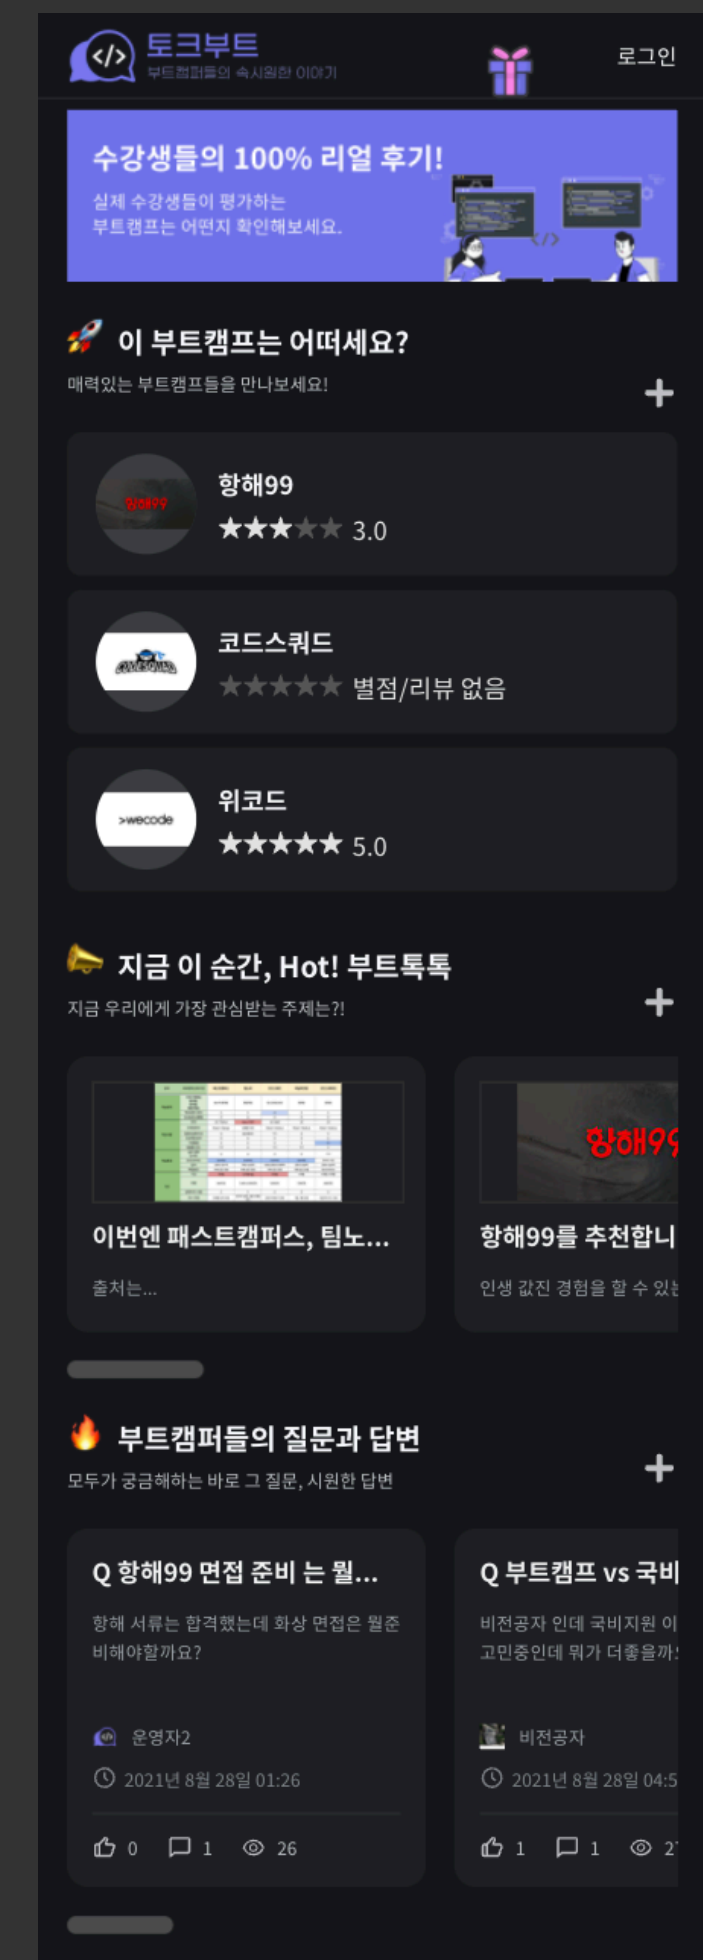 </>
토크부트
부트캠퍼들의 속시원한 이야기
로그인
수강생들의 100% 리얼 후기!
실제 수강생들이 평가하는
부트캠프는 어떤지 확인해보세요.
</>
이 부트캠프는 어떠세요?
매력있는 부트캠프들을 만나보세요!
항해99
항해99
★★★★★ 3.0
CODESQUAD
코드스쿼드
★★★★★ 별점/리뷰 없음
>wecode
위코드
★★★★★ 5.0
지금 이 순간, Hot! 부트톡톡
지금 우리에게 가장 관심받는 주제는?!
항해99
이번엔 패스트캠퍼스, 팀노...
항해99를 추천합니
출처는...
인생 값진 경험을 할 수 있는
부트캠퍼들의 질문과 답변
모두가 궁금해하는 바로 그 질문, 시원한 답변
Q 항해99 면접 준비 는 뭘...
항해 서류는 합격했는데 화상 면접은 뭘준
비해야할까요?
운영자2
2021년 8월 28일 01:26
0 1 26
Q 부트캠프 vs 국비
비전공자 인데 국비지원 이
고민중인데 뭐가 더좋을까
비전공자
2021년 8월 28일 04:5
1 1 2